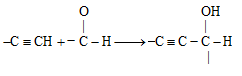 O OH
–C≡CH + – C – H ⟶ –C≡C–C – H